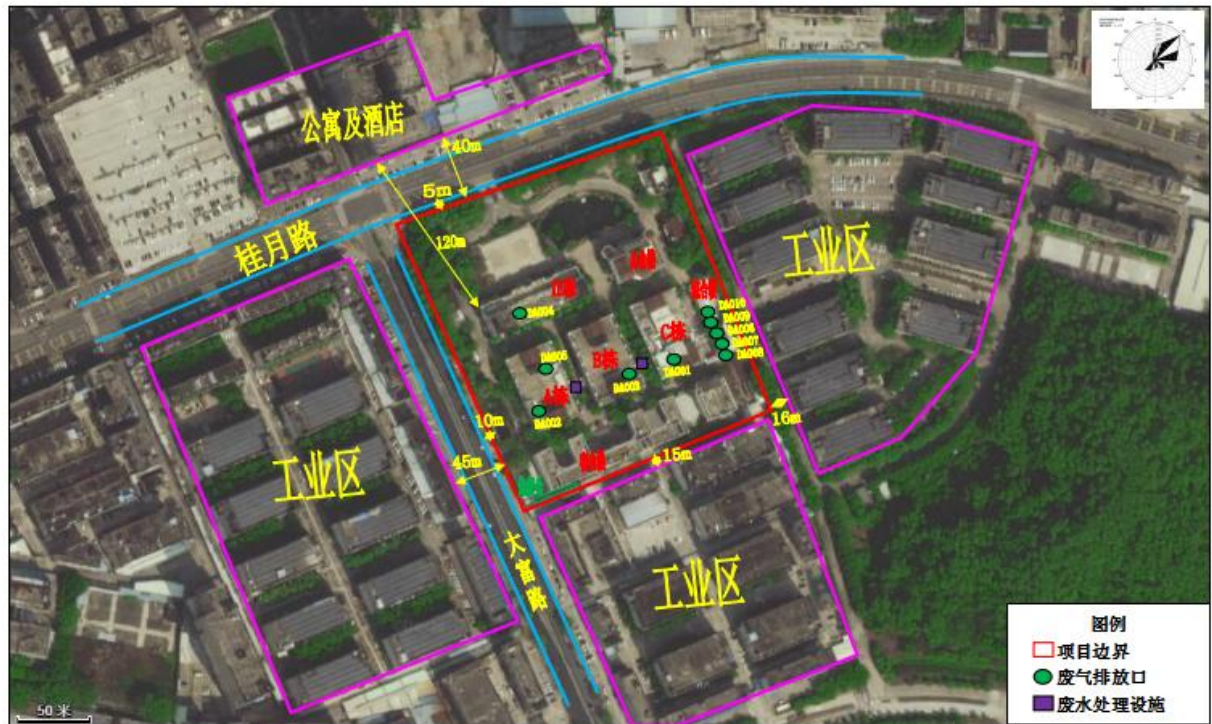 公寓及酒店
40m
5m
桂月路
120m
工业区
D栋
DA004
C栋
DA010
DA009
DA006
DA007
DA008
DA005
B栋
DA003
DA001
A栋
DA002
10m
16m
45m
15m
工业区
大富路
工业区
图例
项目边界
废气排放口
废水处理设施
50 米